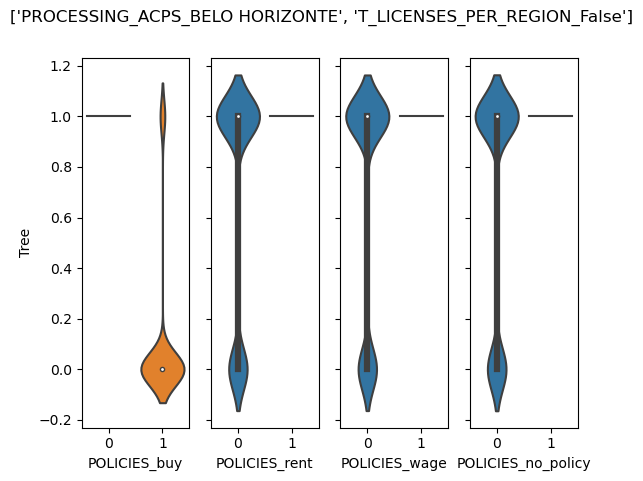 ['PROCESSING_ACPS_BELO HORIZONTE', 'T_LICENSES_PER_REGION_False']
1.2
1.0
0.8
0.6
0.4
0.2
0.0
−0.2
Tree
0 1 0 1 0 1 0 1
POLICIES_buy POLICIES_rent POLICIES_wage POLICIES_no_policy